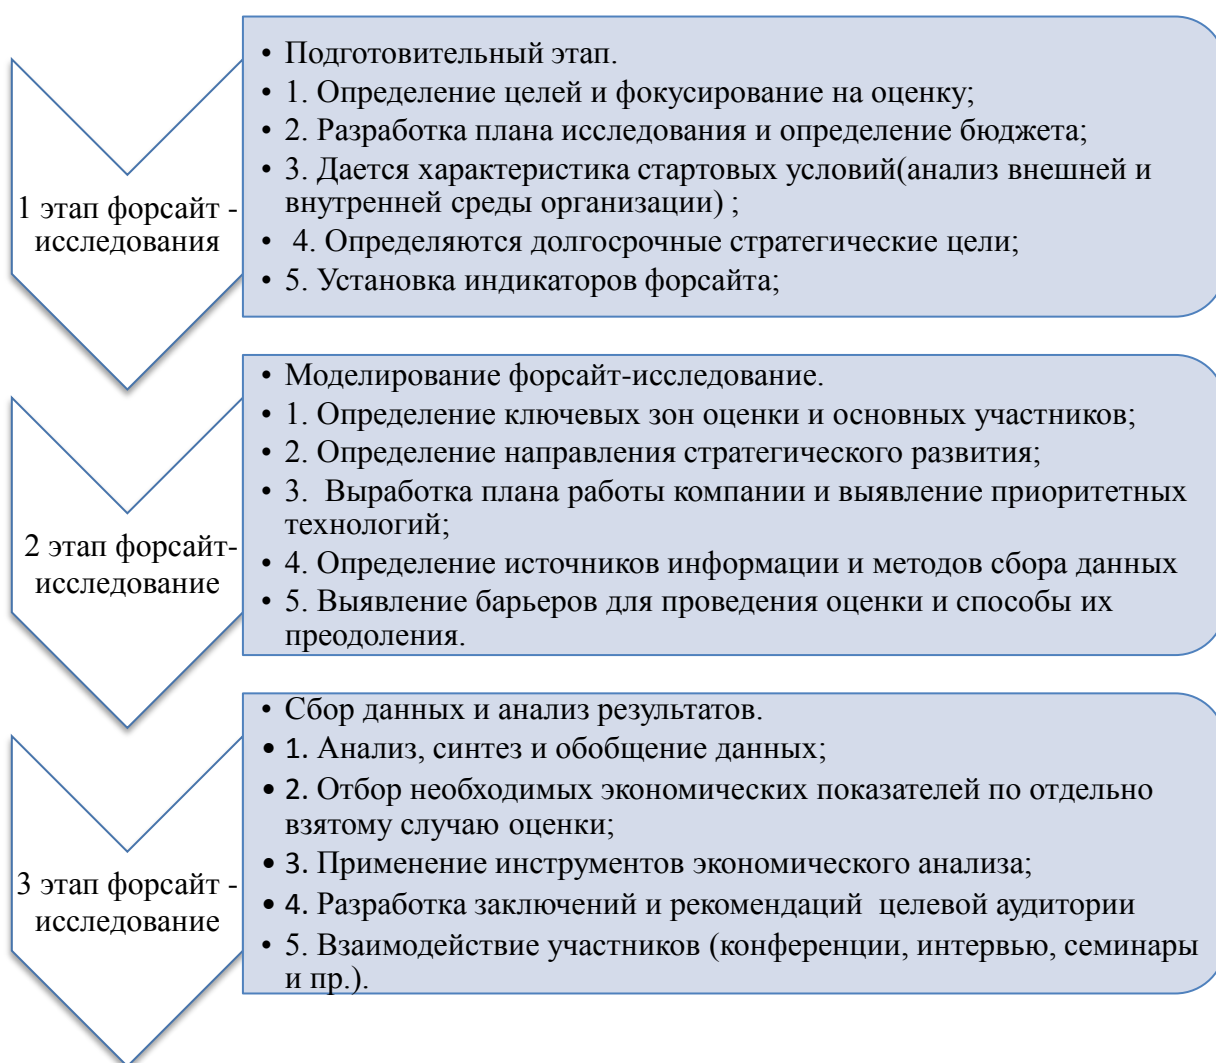 1 этап форсайт -
исследования
• Подготовительный этап.
• 1. Определение целей и фокусирование на оценку;
• 2. Разработка плана исследования и определение бюджета;
• 3. Дается характеристика стартовых условий(анализ внешней и
внутренней среды организации) ;
• 4. Определяются долгосрочные стратегические цели;
• 5. Установка индикаторов форсайта;
2 этап форсайт-
исследование
• Моделирование форсайт-исследование.
• 1. Определение ключевых зон оценки и основных участников;
• 2. Определение направления стратегического развития;
• 3. Выработка плана работы компании и выявление приоритетных
технологий;
• 4. Определение источников информации и методов сбора данных
• 5. Выявление барьеров для проведения оценки и способы их
преодоления.
3 этап форсайт -
исследование
• Сбор данных и анализ результатов.
• 1. Анализ, синтез и обобщение данных;
• 2. Отбор необходимых экономических показателей по отдельно
взятому случаю оценки;
• 3. Применение инструментов экономического анализа;
• 4. Разработка заключений и рекомендаций целевой аудитории
• 5. Взаимодействие участников (конференции, интервью, семинары
и пр.).